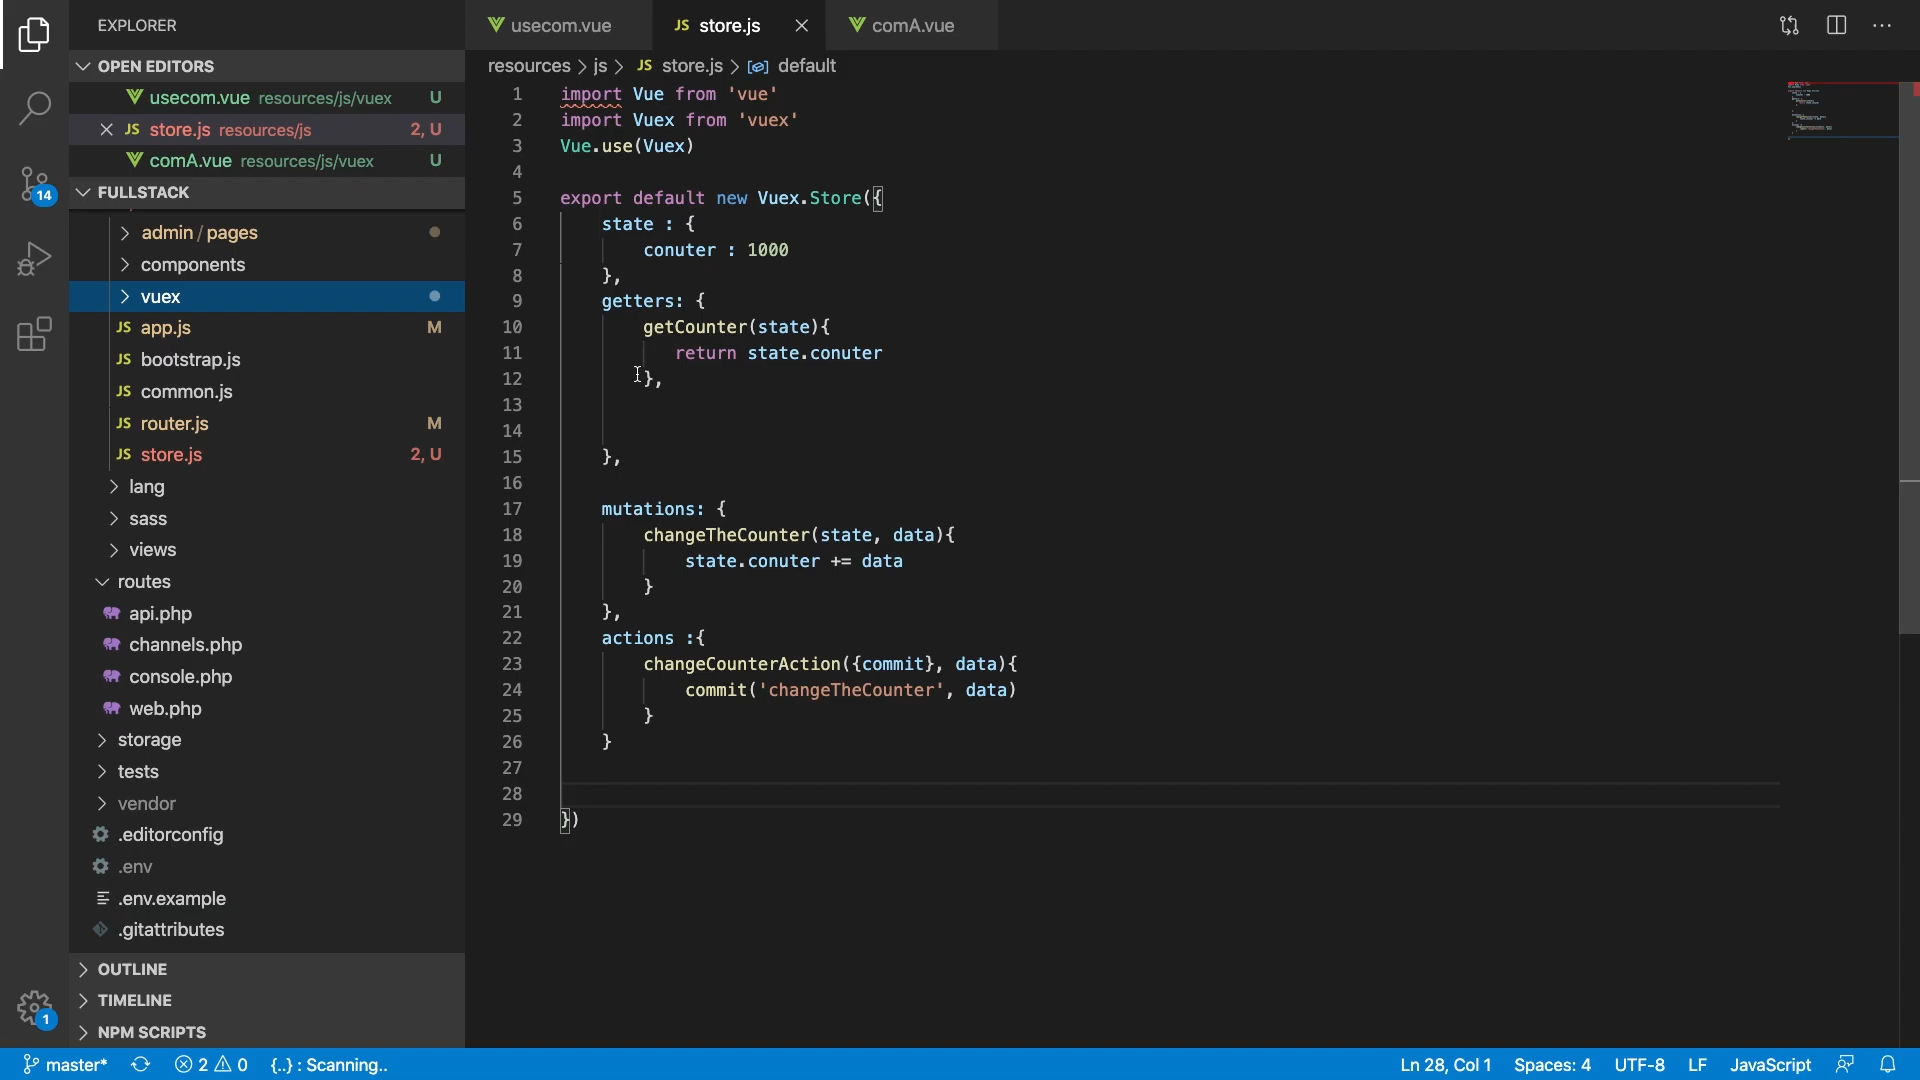 EXPLORER
OPEN EDITORS
usecom.vue resources/js/vuex U
JS store.js resources/js 2, U
comA.vue resources/js/vuex U
FULLSTACK
admin / pages
components
vuex
JS app.js M
JS bootstrap.js
JS common.js
JS router.js M
JS store.js 2, U
lang
sass
views
routes
api.php
channels.php
console.php
web.php
storage
tests
vendor
.editorconfig
.env
.env.example
.gitattributes
OUTLINE
TIMELINE
NPM SCRIPTS
14
1
usecom.vue JS store.js comA.vue
resources > js > JS store.js > default
1 import Vue from 'vue'
2 import Vuex from 'vuex'
3 Vue.use(Vuex)
4
5 export default new Vuex.Store({
6 state : {
7 conuter : 1000
8 },
9 getters: {
10 getCounter(state){
11 return state.conuter
12 },
13
14
15 },
16
17 mutations: {
18 changeTheCounter(state, data){
19 state.conuter += data
20 }
21 },
22 actions :{
23 changeCounterAction({commit}, data){
24 commit('changeTheCounter', data)
25 }
26 }
27
28
29 })
master* 2 0 {..} : Scanning.. Ln 28, Col 1 Spaces: 4 UTF-8 LF JavaScript